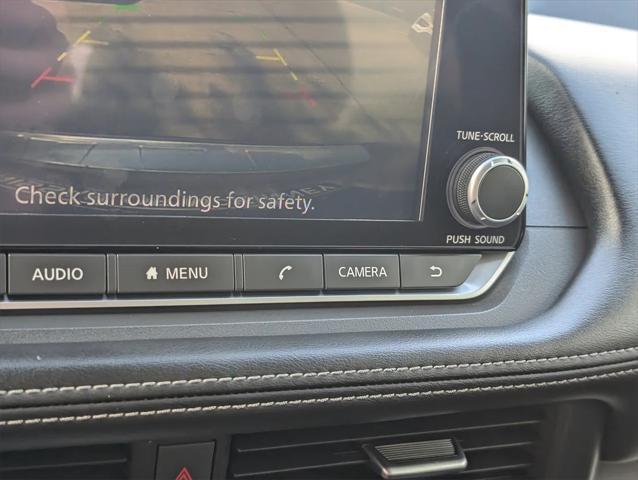 TUNE·SCROLL
Check surroundings for safety.
PUSH SOUND
AUDIO
MENU
CAMERA